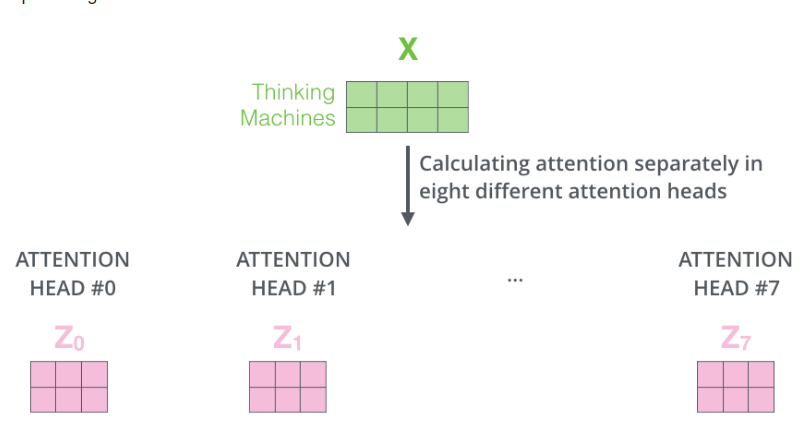 X
Thinking
Machines
Calculating attention separately in
eight different attention heads
ATTENTION
HEAD #0
ATTENTION
HEAD #1
...
ATTENTION
HEAD #7
Z0
Z1
Z7